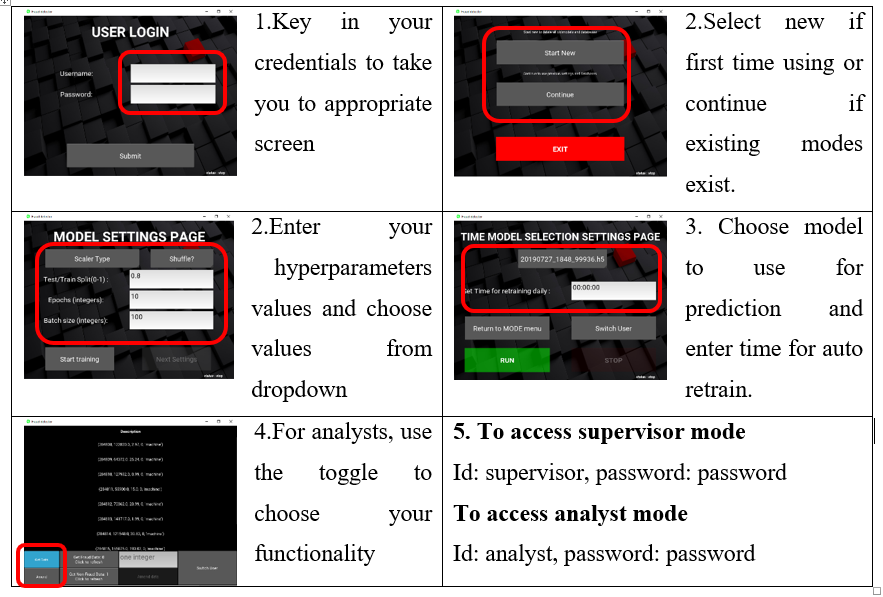 USER LOGIN
Username:
Password:
Submit
1.Key in your
credentials to take
you to appropriate
screen
Start New
Continue
EXIT
2.Select new if
first time using or
continue if
existing modes
exist.
MODEL SETTINGS PAGE
Scaler Type
Shuffle?
Test/Train Split(0-1) :
0.8
Epochs (integers):
10
Batch size (integers):
100
Start training
Next Settings
2.Enter your
hyperparameters
values and choose
values from
dropdown
TIME MODEL SELECTION SETTINGS PAGE
20190727_1848_99936.h5
Set Time for retraining daily :
00:00:00
Return to MODE menu
Switch User
RUN
STOP
3. Choose model
to use for
prediction and
enter time for auto
retrain.
Description
one integer
Switch User
4.For analysts, use
the toggle to
choose your
functionality
5. To access supervisor mode
Id: supervisor, password: password
To access analyst mode
Id: analyst, password: password